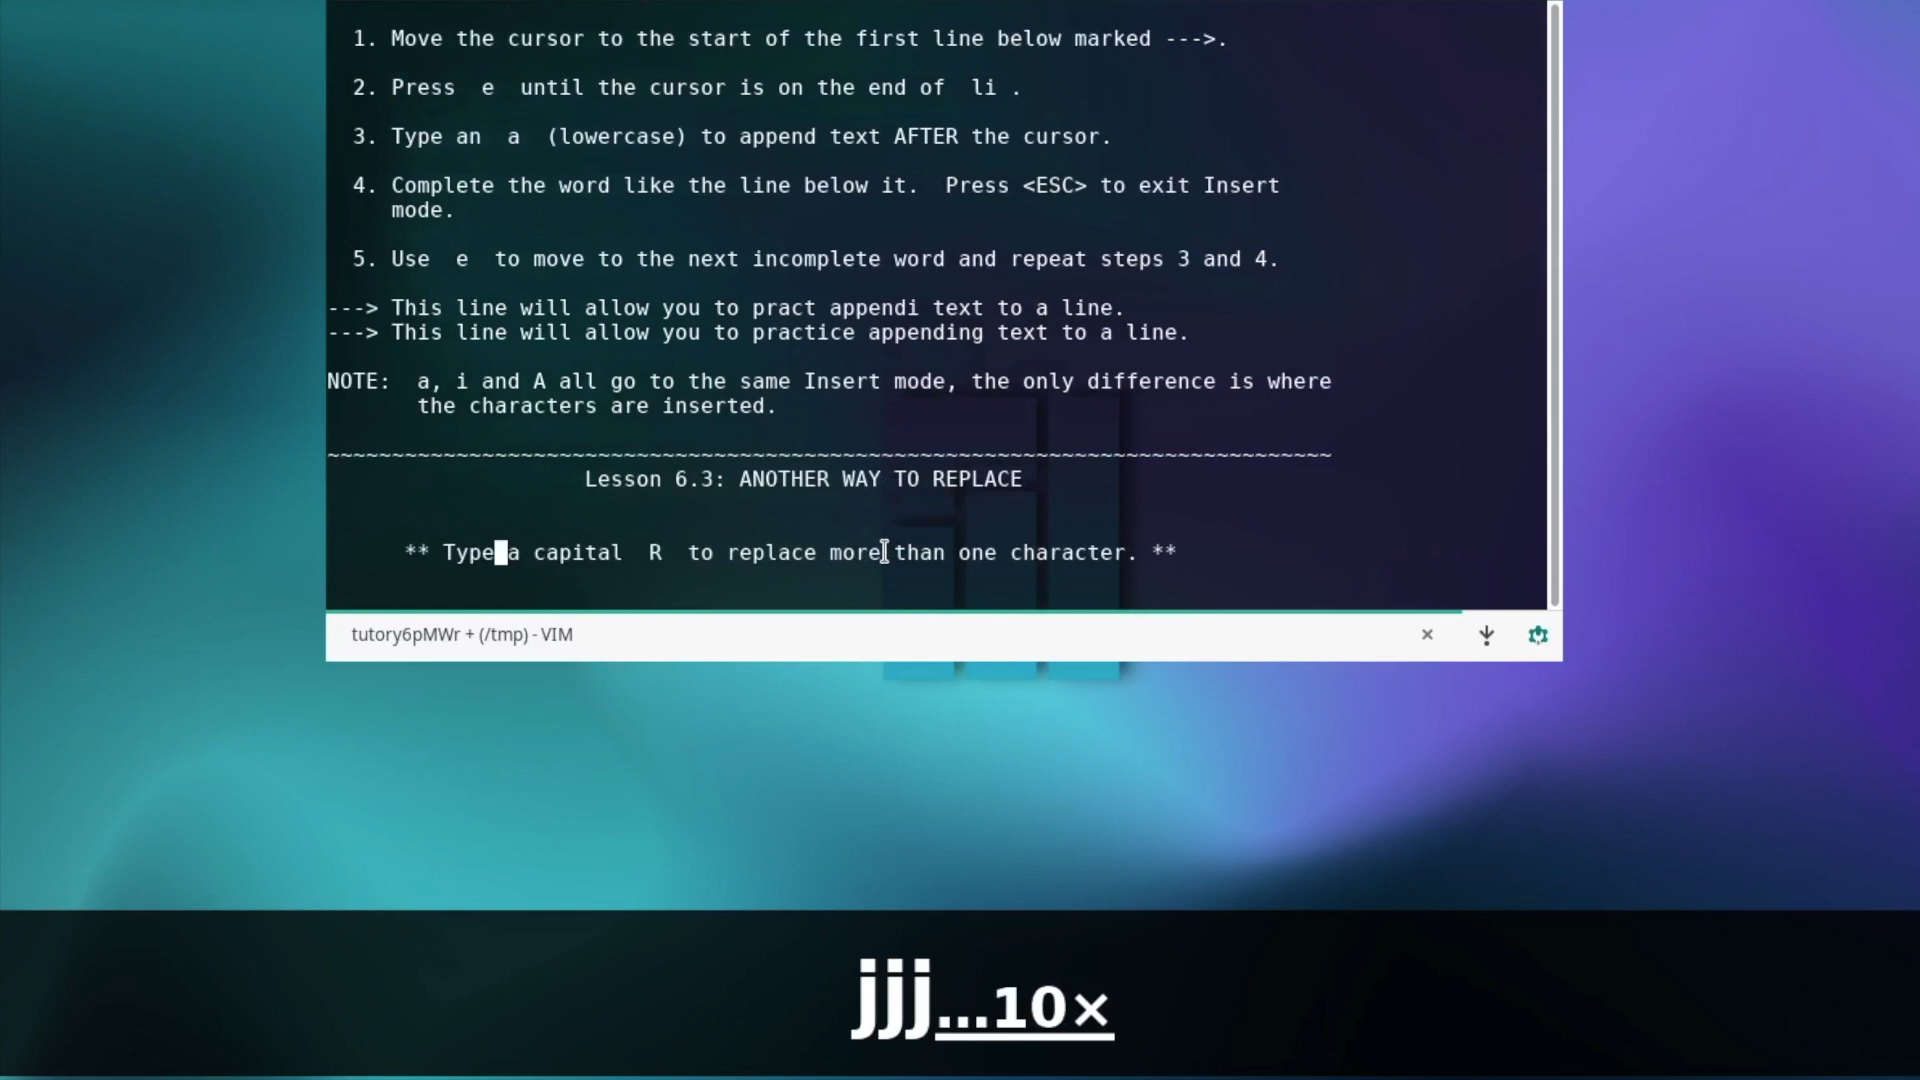 1. Move the cursor to the start of the first line below marked --->.
2. Press  e  until the cursor is on the end of  li .
3. Type an  a  (lowercase) to append text AFTER the cursor.
4. Complete the word like the line below it.  Press <ESC> to exit Insert
mode.
5. Use  e  to move to the next incomplete word and repeat steps 3 and 4.
---> This line will allow you to pract appendi text to a line.
---> This line will allow you to practice appending text to a line.
NOTE:  a, i and A all go to the same Insert mode, the only difference is where
the characters are inserted.
~~~~~~~~~~~~~~~~~~~~~~~~~~~~~~~~~~~~~~~~~~~~~~~~~~~~~~~~~~~~~~~~~~~~~~~~~~~~~~
Lesson 6.3: ANOTHER WAY TO REPLACE
** Type a capital  R  to replace more than one character. **
tutory6pMWr + (/tmp) - VIM
jjj...10×